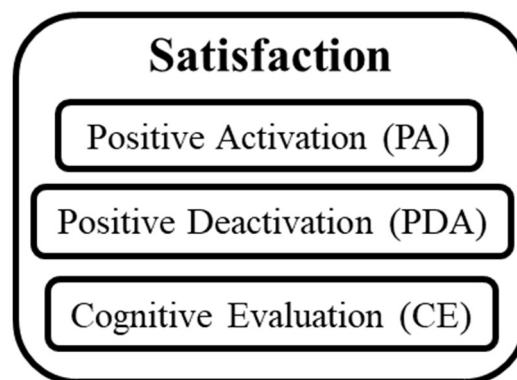 Satisfaction
Positive Activation (PA)
Positive Deactivation (PDA)
Cognitive Evaluation (CE)